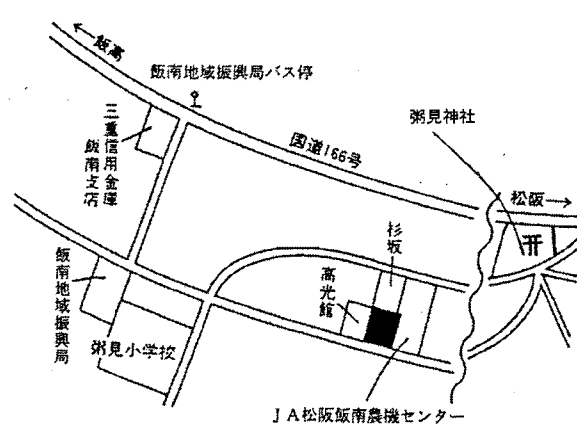 ←飯高
飯南地域振興局バス停
粥見神社
三重信用金庫
飯南支店
国道166号
松阪→
杉坂
高光館
飯南地域振興局
粥見小学校
JA松阪飯南農機センター